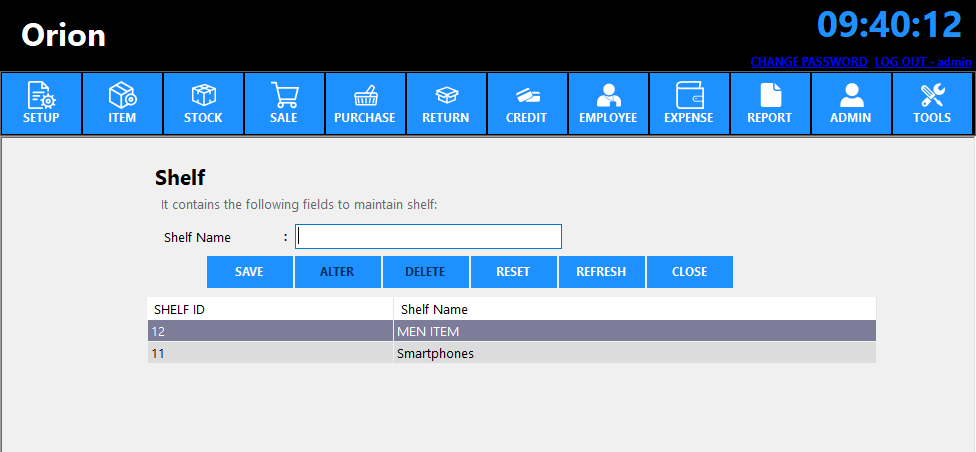 Orion
09:40:12
CHANGE PASSWORD LOG OUT - admin
SETUP ITEM STOCK SALE PURCHASE RETURN CREDIT EMPLOYEE EXPENSE REPORT ADMIN TOOLS
Shelf
It contains the following fields to maintain shelf:
Shelf Name :
SAVE ALTER DELETE RESET REFRESH CLOSE
SHELF ID Shelf Name
12 MEN ITEM
11 Smartphones